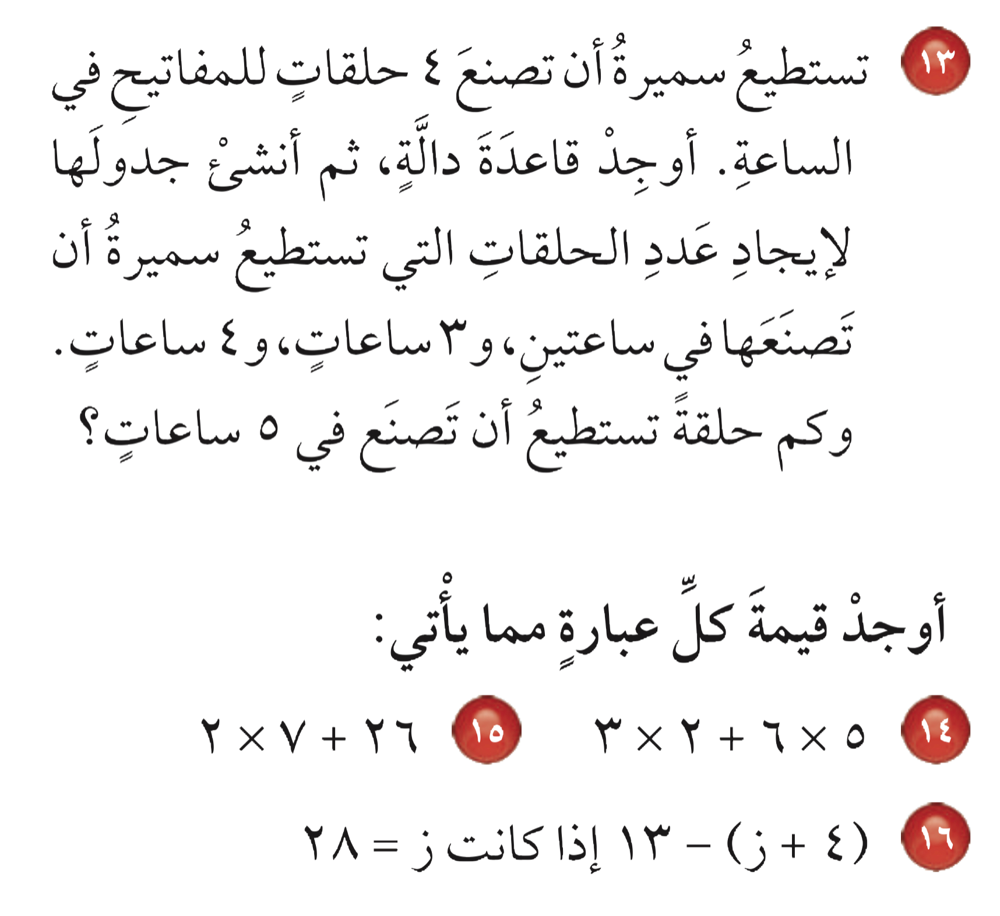 ١٣ تستطيعُ سميرةُ أن تصنعَ ٤ حلقاتٍ للمفاتيحِ في
الساعةِ. أوجِدْ قاعدَةَ دالَّةٍ، ثم أنشئْ جدولَها
لإيجادِ عَددِ الحلقاتِ التي تستطيعُ سميرةُ أن
تَصنَعَها في ساعتينِ، و٣ ساعاتٍ، و٤ ساعاتٍ.
وكم حلقةً تستطيعُ أن تَصنَع في ٥ ساعاتٍ؟
أوجدْ قيمةَ كلِّ عبارةٍ مما يأْتي:
١٤ ٥ × ٦ + ٢ × ٣ ١٥ ٢٦ + ٧ × ٢
١٦ (٤ + ز) − ١٣ إذا كانت ز = ٢٨